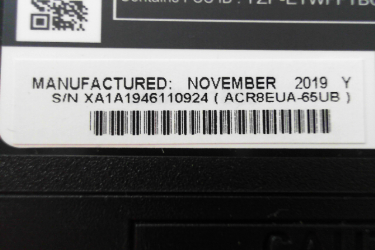 MANUFACTURED: NOVEMBER 2019 Y
S/N XA1A1946110924 ( ACR8EUA-65UB )